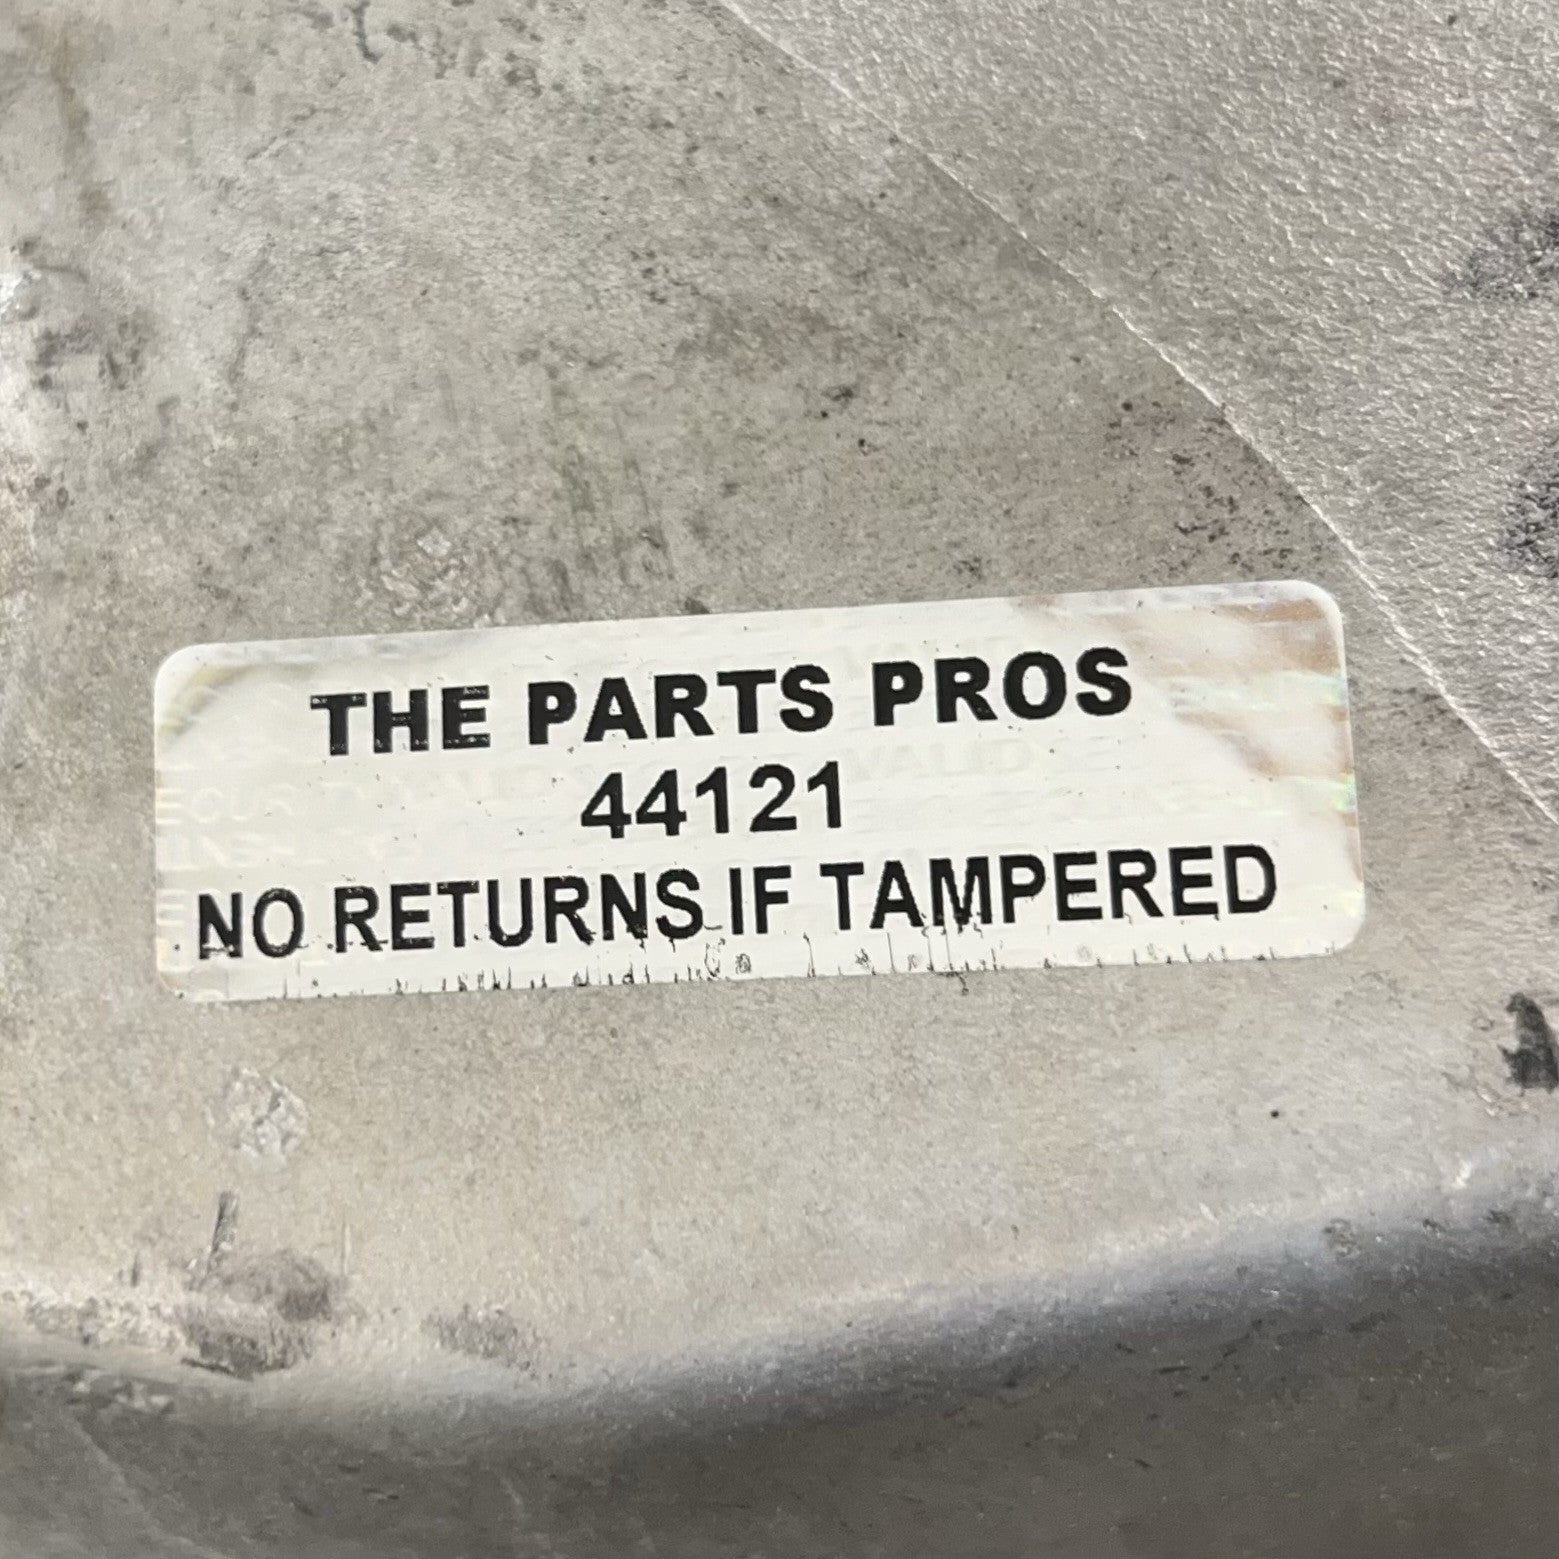 THE PARTS PROS
44121
NO RETURNS IF TAMPERED